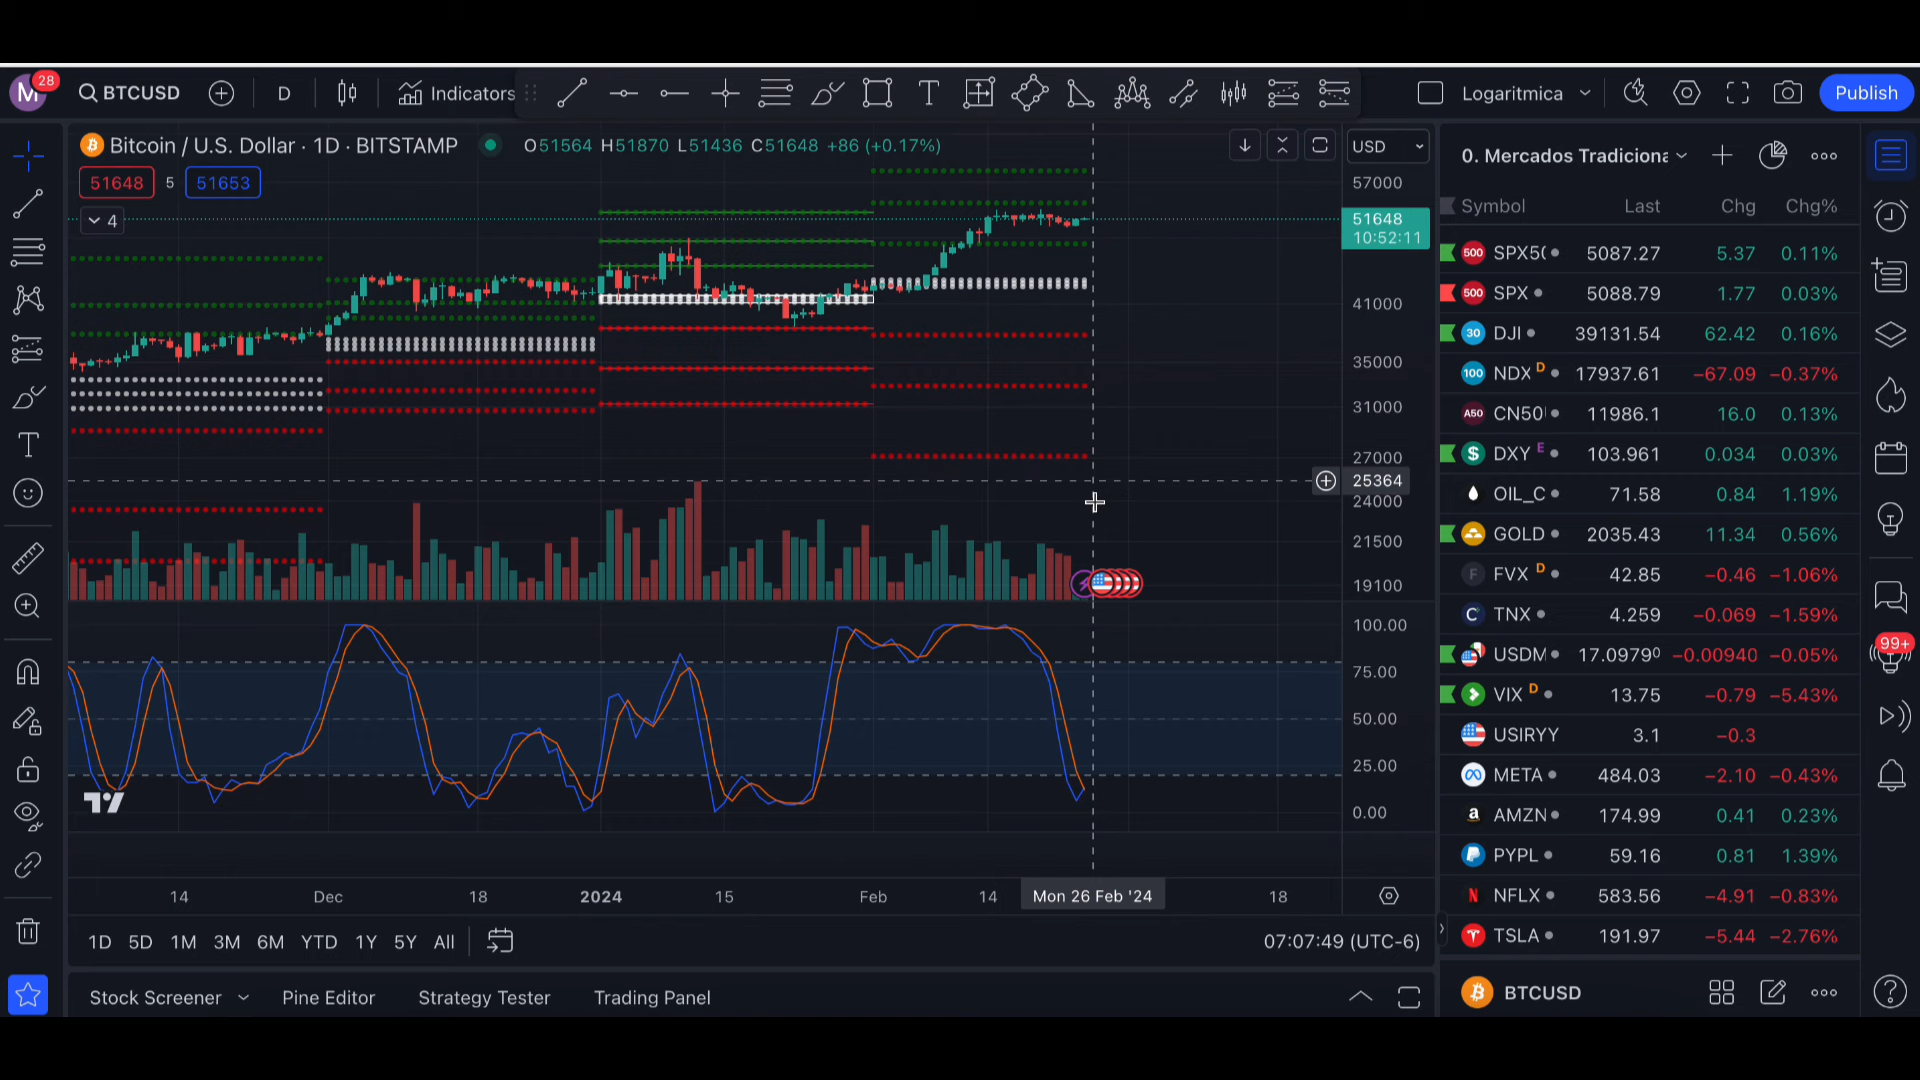 M 28 BTCUSD D Indicators T Logaritmica Publish
Bitcoin / U.S. Dollar · 1D · BITSTAMP O51564 H51870 L51436 C51648 +86 (+0.17%)
51648 5 51653
4
USD
57000
51648
10:52:11
41000
35000
31000
27000
25364
24000
21500
19100
100.00
75.00
50.00
25.00
0.00
14 Dec 18 2024 15 Feb 14 Mon 26 Feb '24 18
1D 5D 1M 3M 6M YTD 1Y 5Y All 07:07:49 (UTC-6)
Stock Screener Pine Editor Strategy Tester Trading Panel
0. Mercados Tradiciona
Symbol Last Chg Chg%
500 SPX50 5087.27 5.37 0.11%
500 SPX 5088.79 1.77 0.03%
30 DJI 39131.54 62.42 0.16%
100 NDX D 17937.61 −67.09 −0.37%
A50 CN50 11986.1 16.0 0.13%
$ DXY E 103.961 0.034 0.03%
OIL_C 71.58 0.84 1.19%
GOLD 2035.43 11.34 0.56%
F FVX D 42.85 −0.46 −1.06%
C TNX 4.259 −0.069 −1.59%
USDM 17.09790 −0.00940 −0.05%
VIX D 13.75 −0.79 −5.43%
USIRYY 3.1 −0.3
META 484.03 −2.10 −0.43%
a AMZN 174.99 0.41 0.23%
PYPL 59.16 0.81 1.39%
N NFLX 583.56 −4.91 −0.83%
TSLA 191.97 −5.44 −2.76%
BTCUSD
99+